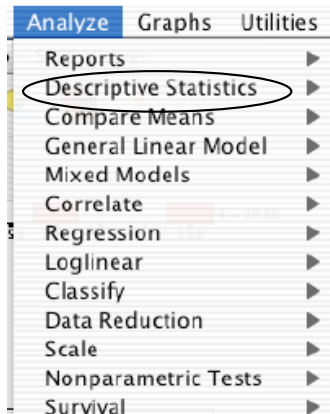 Analyze Graphs Utilities
Reports
Descriptive Statistics
Compare Means
General Linear Model
Mixed Models
Correlate
Regression
Loglinear
Classify
Data Reduction
Scale
Nonparametric Tests
Survival